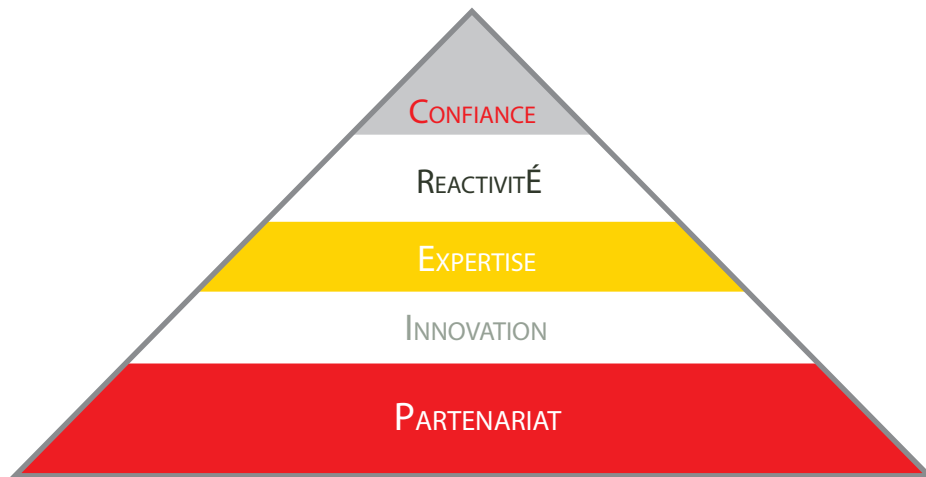 Confiance
ReactivitÉ
Expertise
Innovation
Partenariat